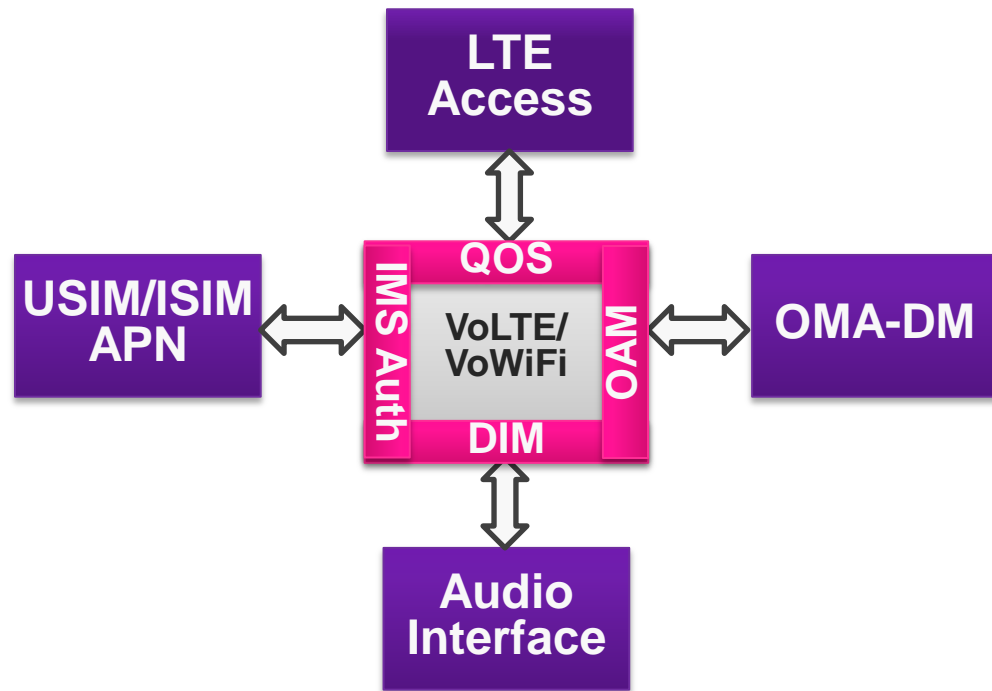 LTE
Access
QOS
USIM/ISIM
APN
IMS Auth
VoLTE/
VoWiFi
OAM
OMA-DM
DIM
Audio
Interface